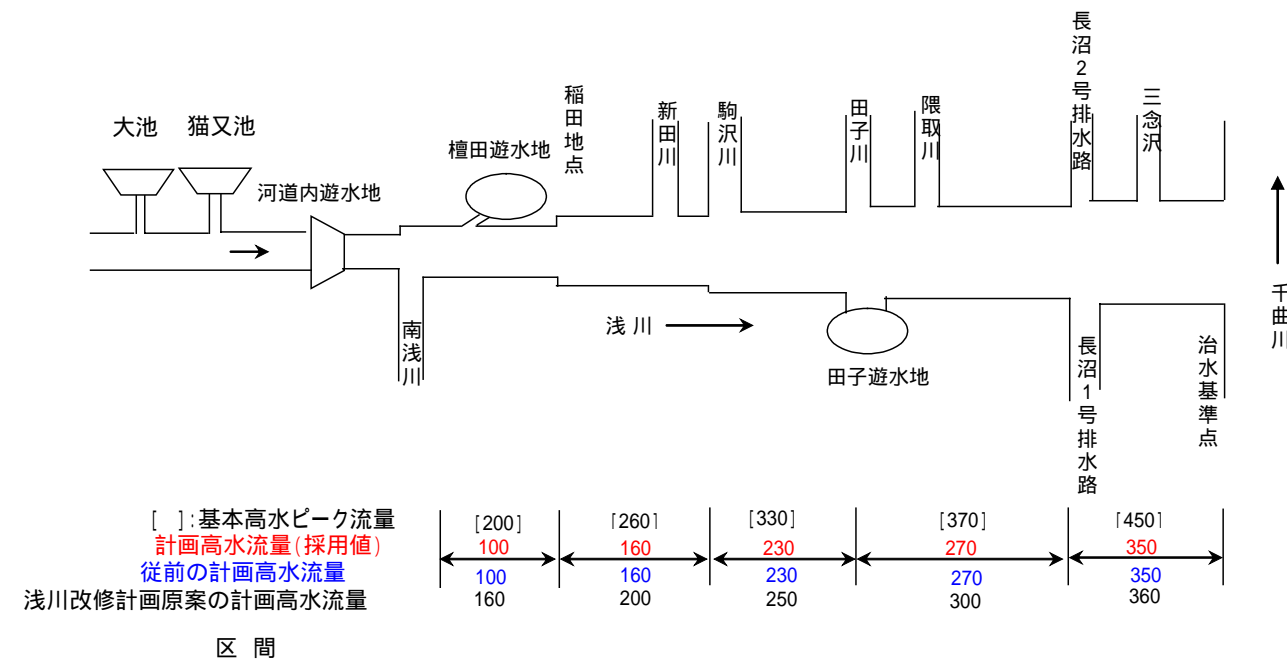 大池
猫又池
河道内遊水地
檀田遊水地
稲田地点
新田川
駒沢川
田子川
隈取川
長沼2号排水路
三念沢
千曲川
南浅川
浅川
田子遊水地
長沼1号排水路
治水基準点
[ ]:基本高水ピーク流量 [200] [260] [330] [370] [450]
計画高水流量(採用値) 100 160 230 270 350
従前の計画高水流量 100 160 230 270 350
浅川改修計画原案の計画高水流量 160 200 250 300 360
区 間